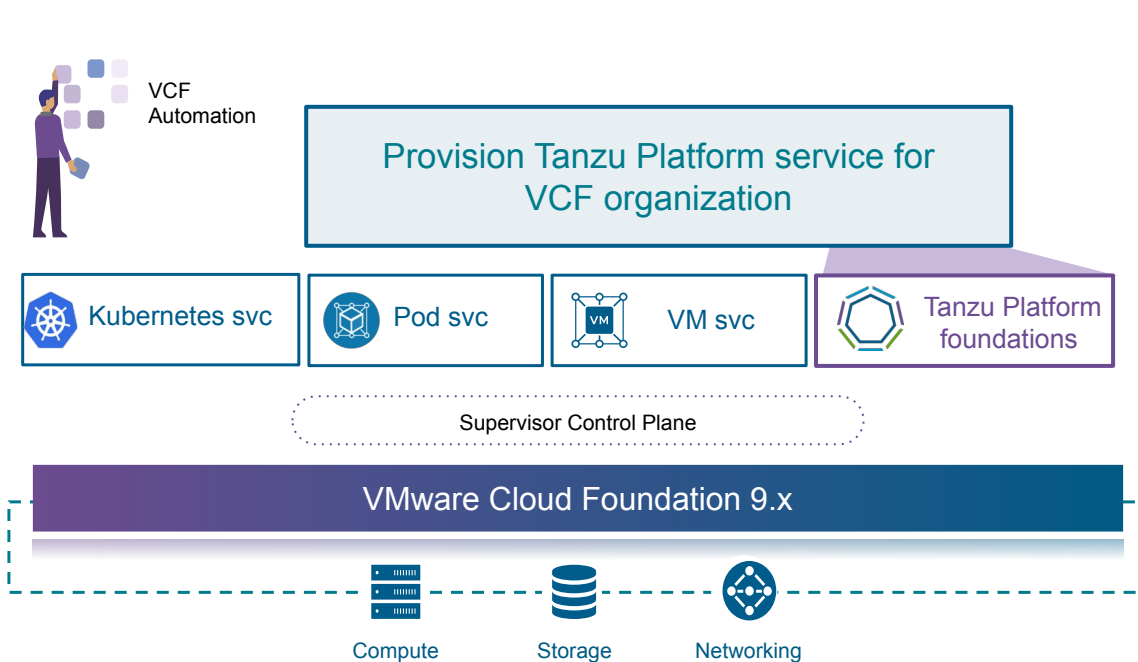 VCF
Automation
Provision Tanzu Platform service for
VCF organization
Kubernetes svc
Pod svc
VM
VM svc
Tanzu Platform
foundations
Supervisor Control Plane
VMware Cloud Foundation 9.x
Compute
Storage
Networking